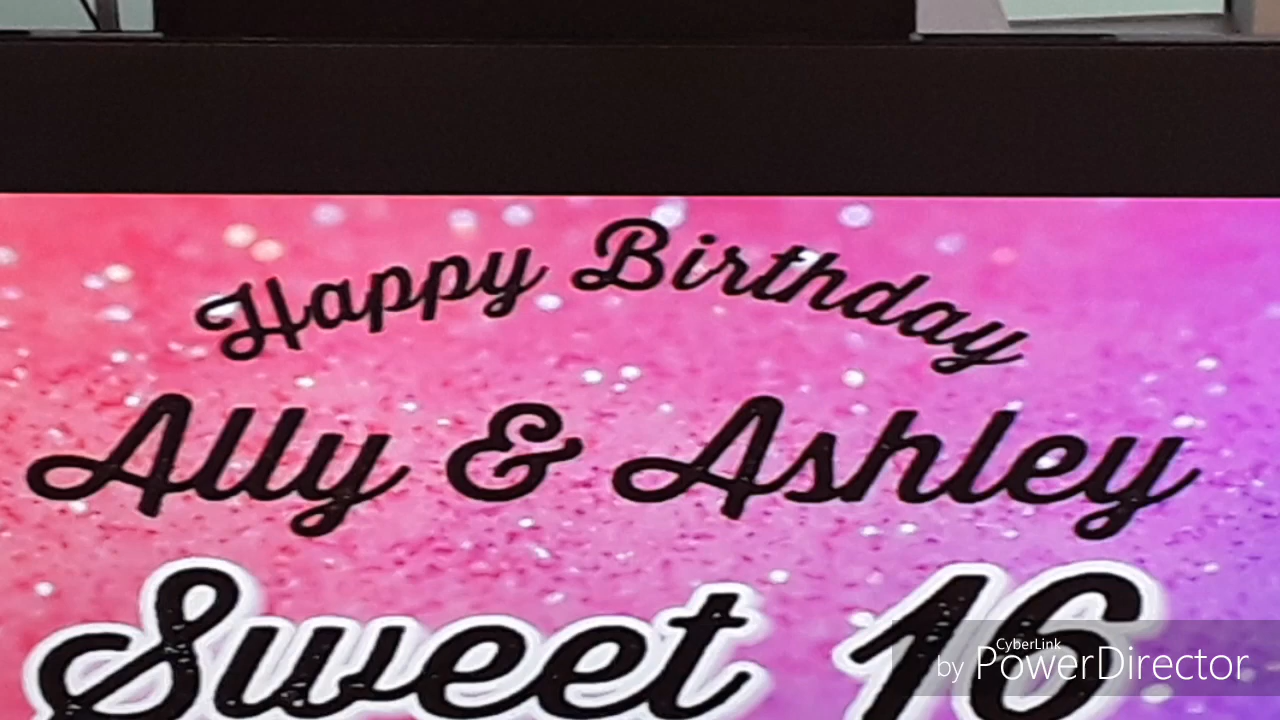 Happy Birthday
Ally & Ashley
Sweet 16
CyberLink
by PowerDirector